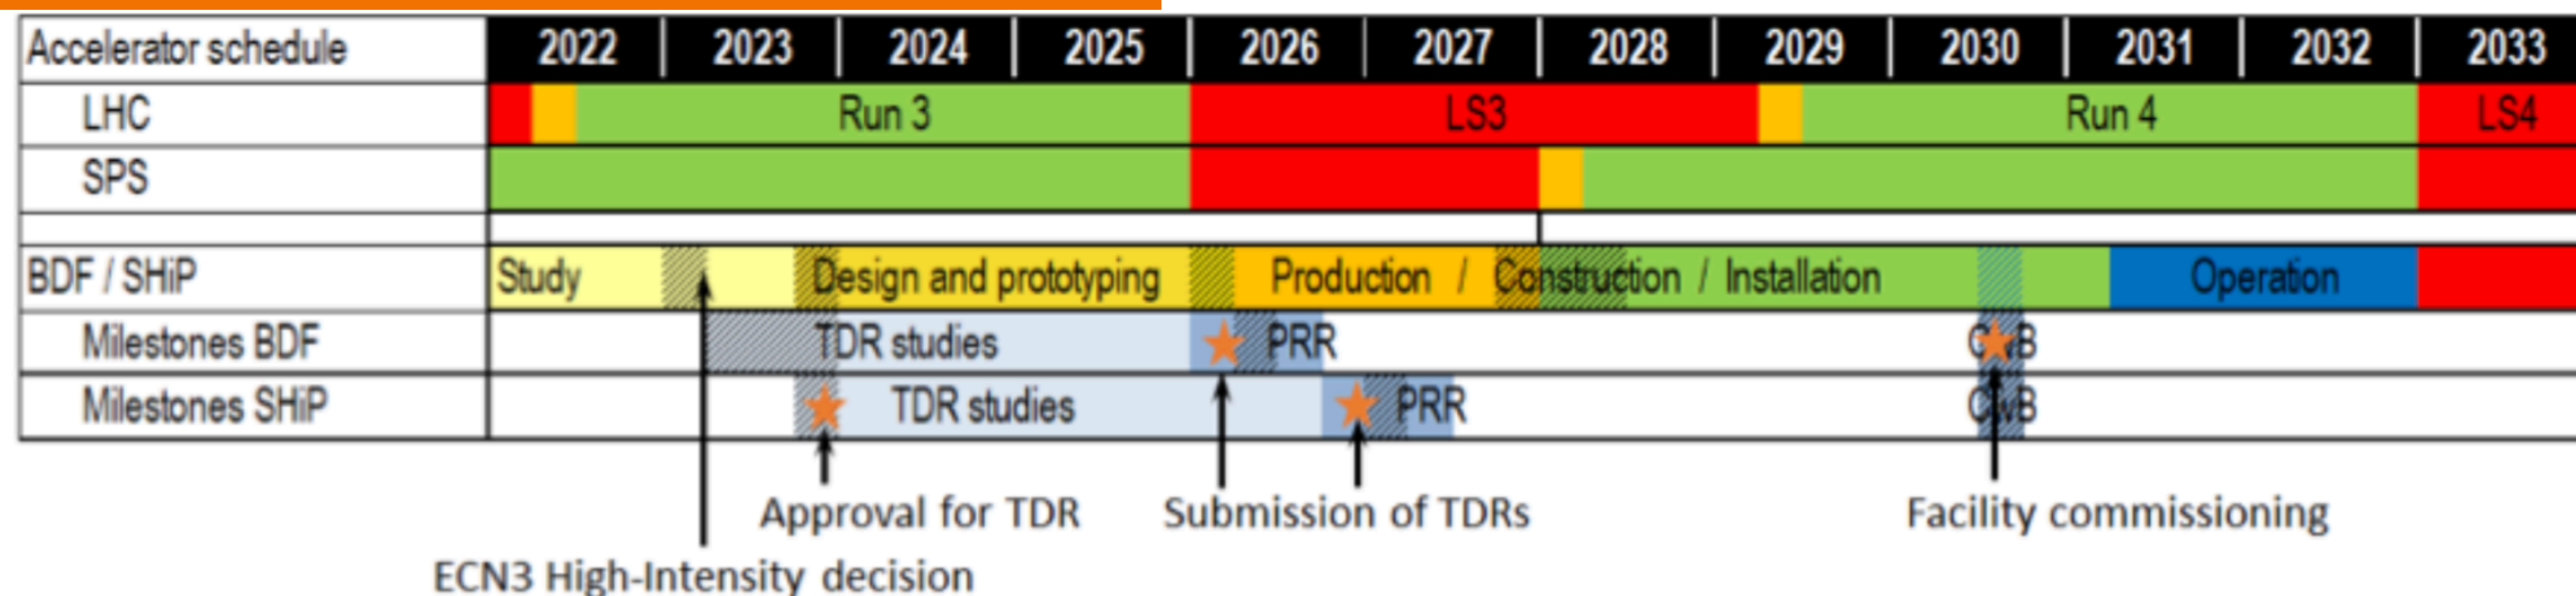 Accelerator schedule 2022 2023 2024 2025 2026 2027 2028 2029 2030 2031 2032 2033
LHC Run 3 LS3 Run 4 LS4
SPS
BDF / SHiP Study Design and prototyping Production / Construction / Installation Operation
Milestones BDF TDR studies PRR CwB
Milestones SHiP TDR studies PRR CwB
Approval for TDR Submission of TDRs Facility commissioning
ECN3 High-Intensity decision